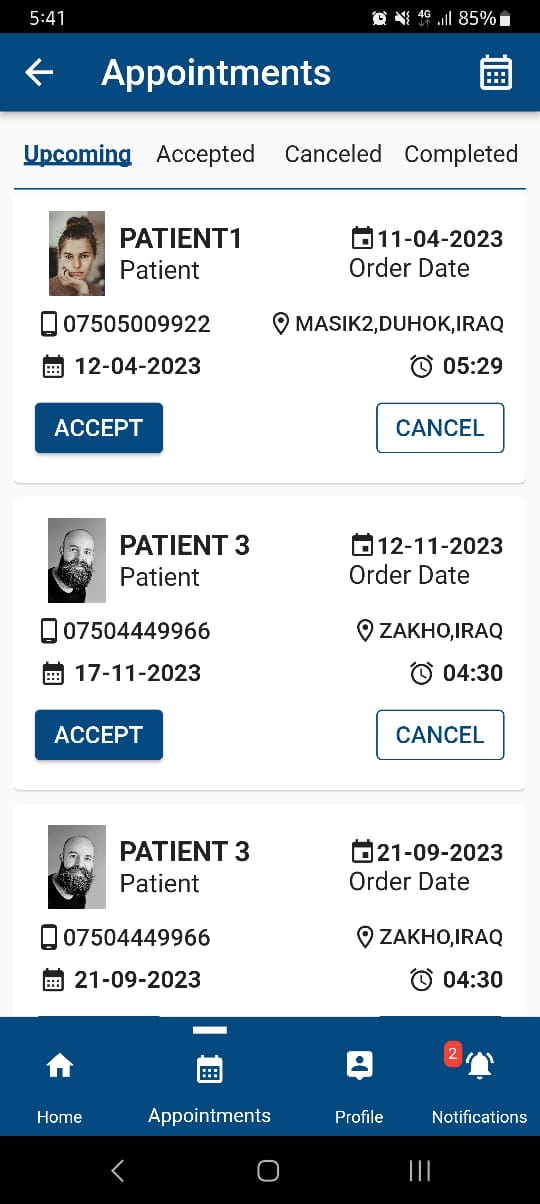 5:41 4G 85%
Appointments
Upcoming Accepted Canceled Completed
PATIENT1 11-04-2023
Patient Order Date
07505009922 MASIK2,DUHOK,IRAQ
12-04-2023 05:29
ACCEPT CANCEL
PATIENT 3 12-11-2023
Patient Order Date
07504449966 ZAKHO,IRAQ
17-11-2023 04:30
ACCEPT CANCEL
PATIENT 3 21-09-2023
Patient Order Date
07504449966 ZAKHO,IRAQ
21-09-2023 04:30
2
Home Appointments Profile Notifications